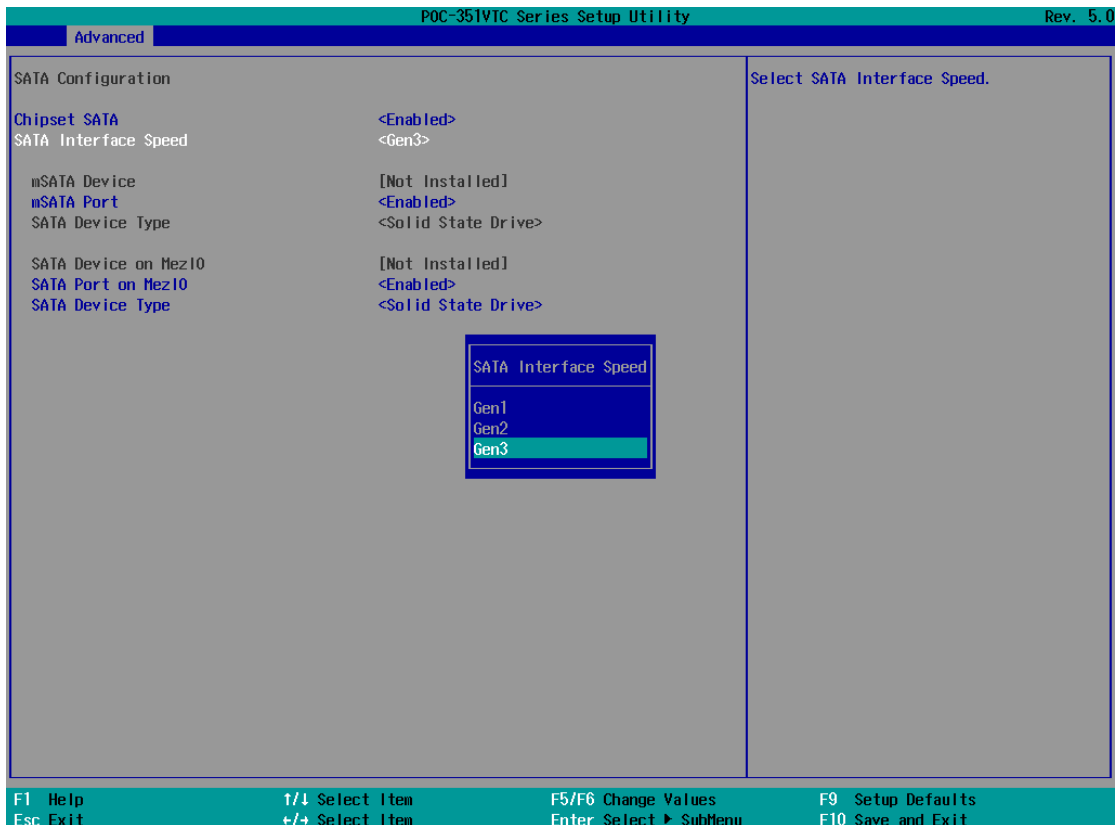 POC-351VTC Series Setup Utility Rev. 5.0
Advanced
SATA Configuration
Select SATA Interface Speed.
Chipset SATA <Enabled>
SATA Interface Speed <Gen3>
mSATA Device [Not Installed]
mSATA Port <Enabled>
SATA Device Type <Solid State Drive>
SATA Device on MezIO [Not Installed]
SATA Port on MezIO <Enabled>
SATA Device Type <Solid State Drive>
SATA Interface Speed
Gen1
Gen2
Gen3
F1 Help ↑/↓ Select Item F5/F6 Change Values F9 Setup Defaults
Esc Exit ←/→ Select Item Enter Select ▶ SubMenu F10 Save and Exit